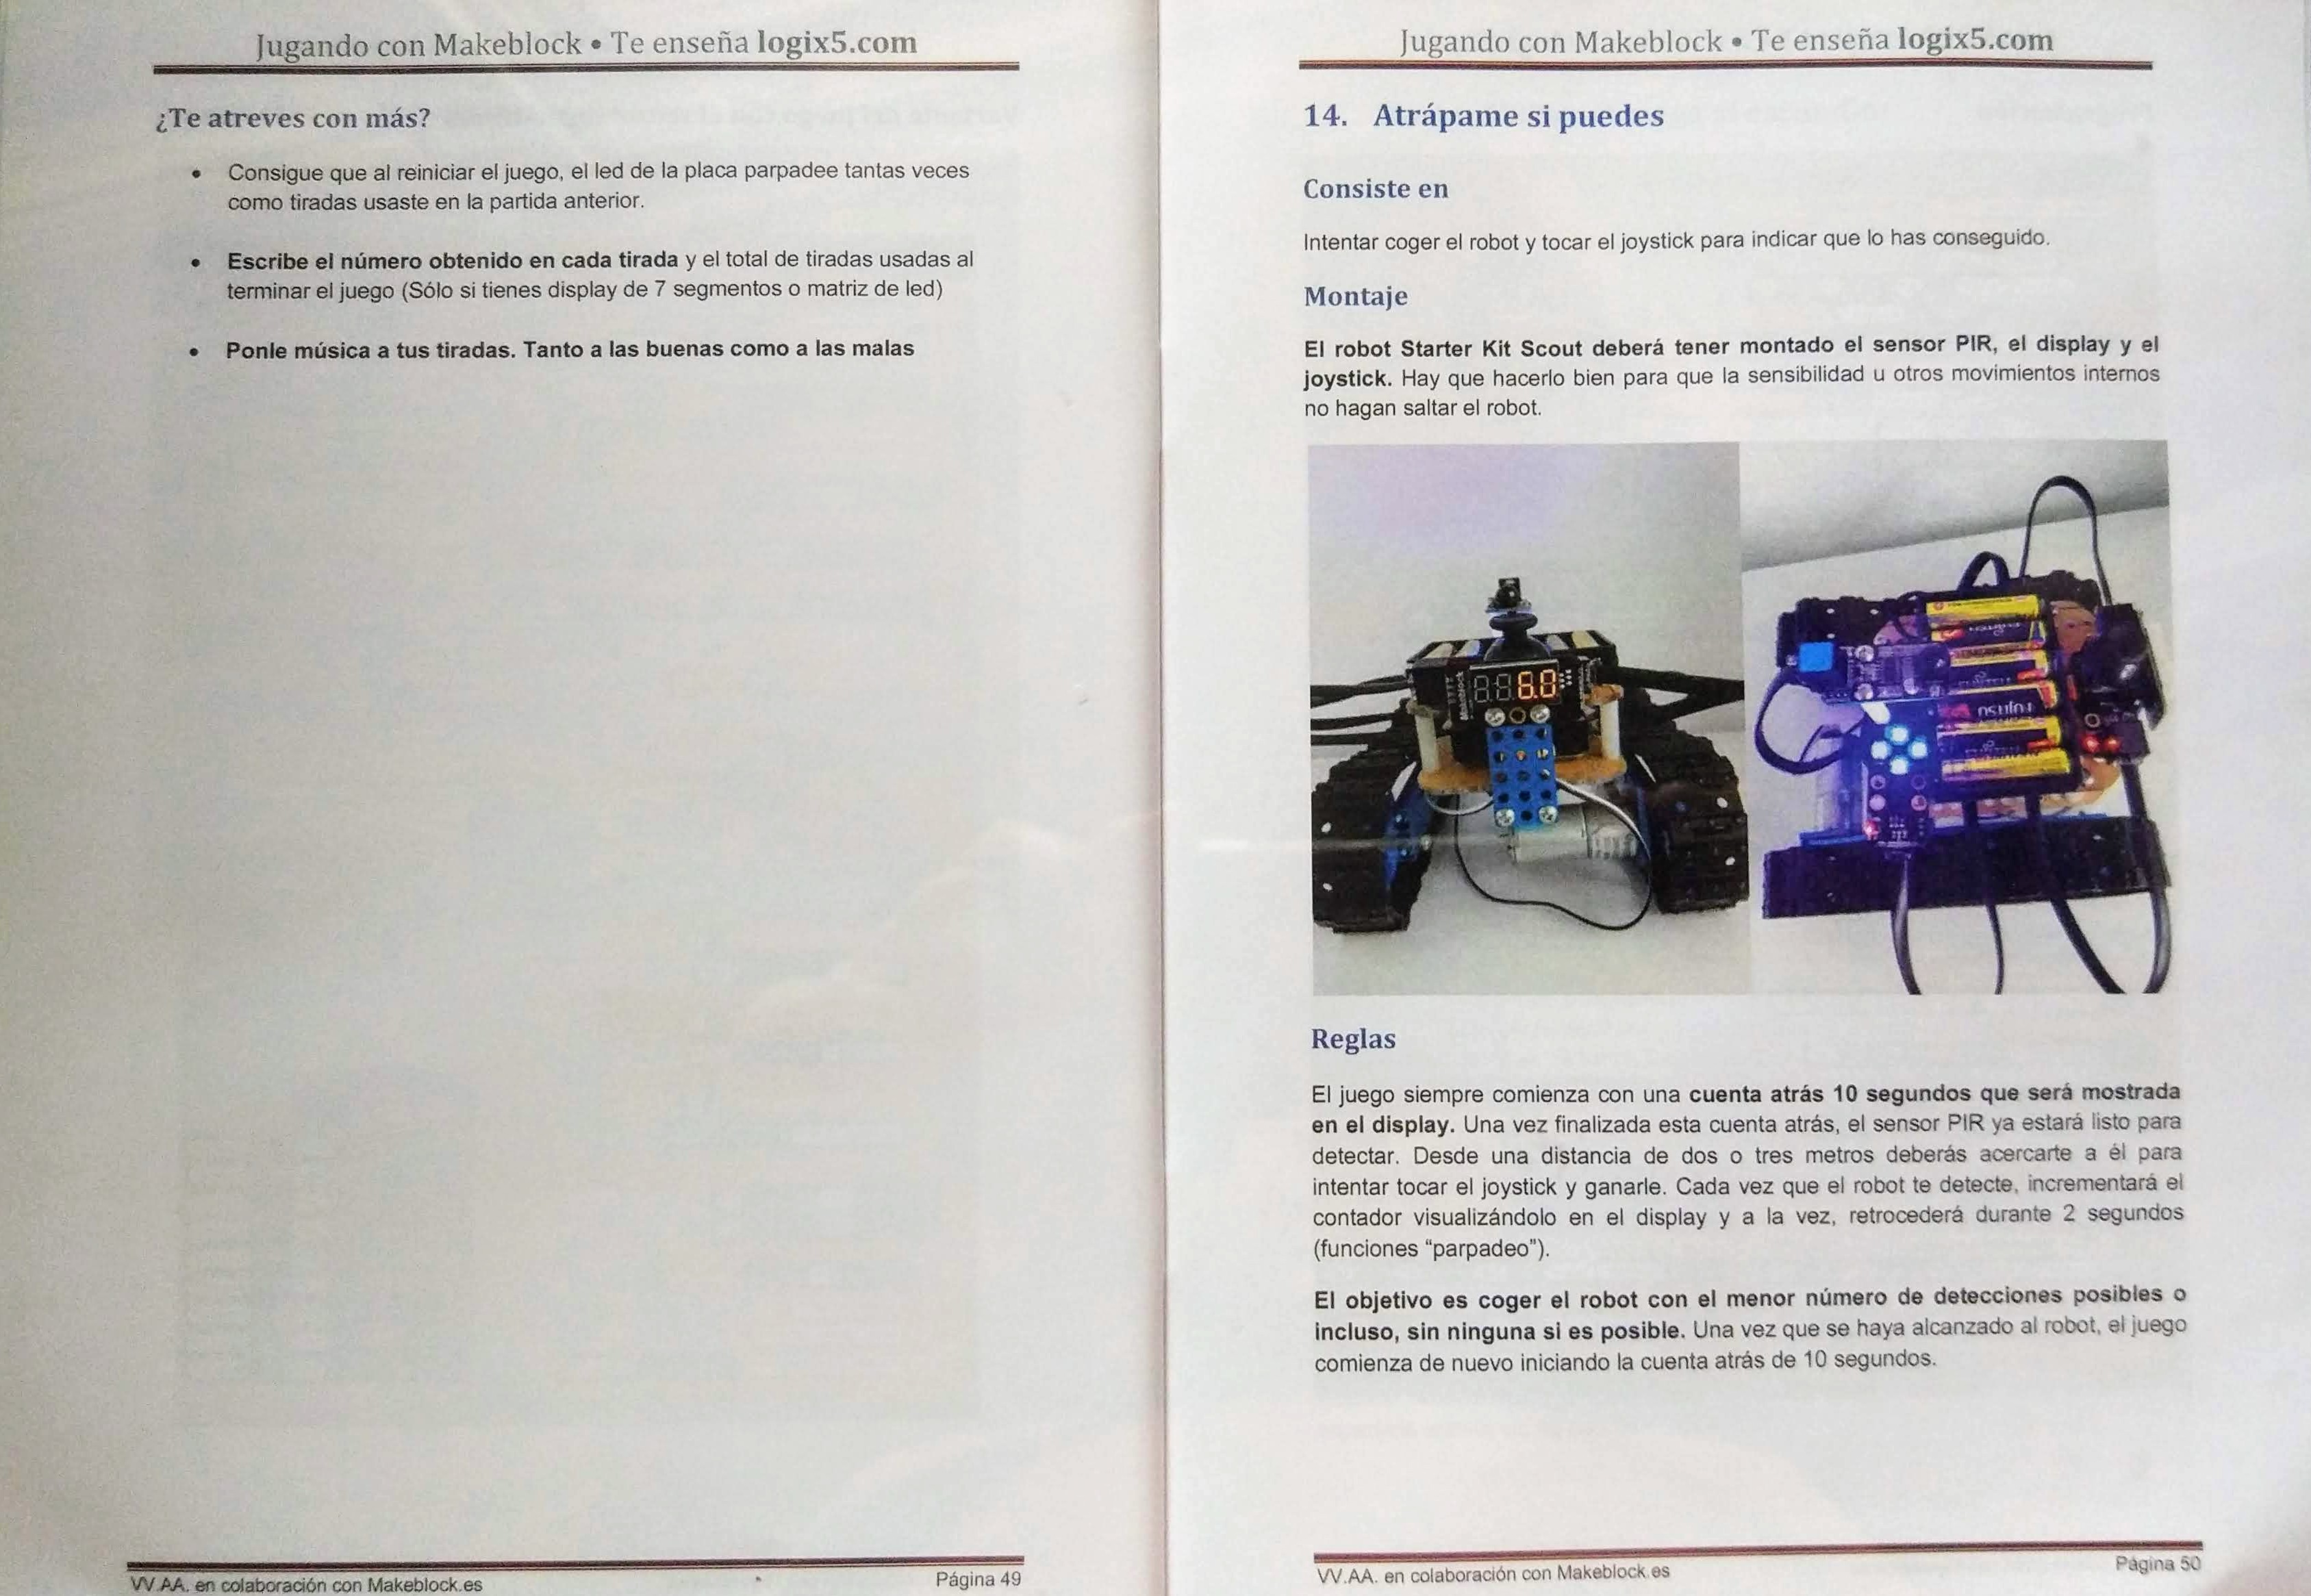 Jugando con Makeblock • Te enseña logix5.com
¿Te atreves con más?
• Consigue que al reiniciar el juego, el led de la placa parpadee tantas veces
como tiradas usaste en la partida anterior.
• Escribe el número obtenido en cada tirada y el total de tiradas usadas al
terminar el juego (Sólo si tienes display de 7 segmentos o matriz de led)
• Ponle música a tus tiradas. Tanto a las buenas como a las malas
VV.AA. en colaboración con Makeblock.es
Página 49
Jugando con Makeblock • Te enseña logix5.com
14. Atrápame si puedes
Consiste en
Intentar coger el robot y tocar el joystick para indicar que lo has conseguido.
Montaje
El robot Starter Kit Scout deberá tener montado el sensor PIR, el display y el
joystick. Hay que hacerlo bien para que la sensibilidad u otros movimientos internos
no hagan saltar el robot.
Makeblock
6.0
FUJITSU
Reglas
El juego siempre comienza con una cuenta atrás 10 segundos que será mostrada
en el display. Una vez finalizada esta cuenta atrás, el sensor PIR ya estará listo para
detectar. Desde una distancia de dos o tres metros deberás acercarte a él para
intentar tocar el joystick y ganarle. Cada vez que el robot te detecte, incrementará el
contador visualizándolo en el display y a la vez, retrocederá durante 2 segundos
(funciones “parpadeo”).
El objetivo es coger el robot con el menor número de detecciones posibles o
incluso, sin ninguna si es posible. Una vez que se haya alcanzado al robot, el juego
comienza de nuevo iniciando la cuenta atrás de 10 segundos.
VV.AA. en colaboración con Makeblock.es
Página 50